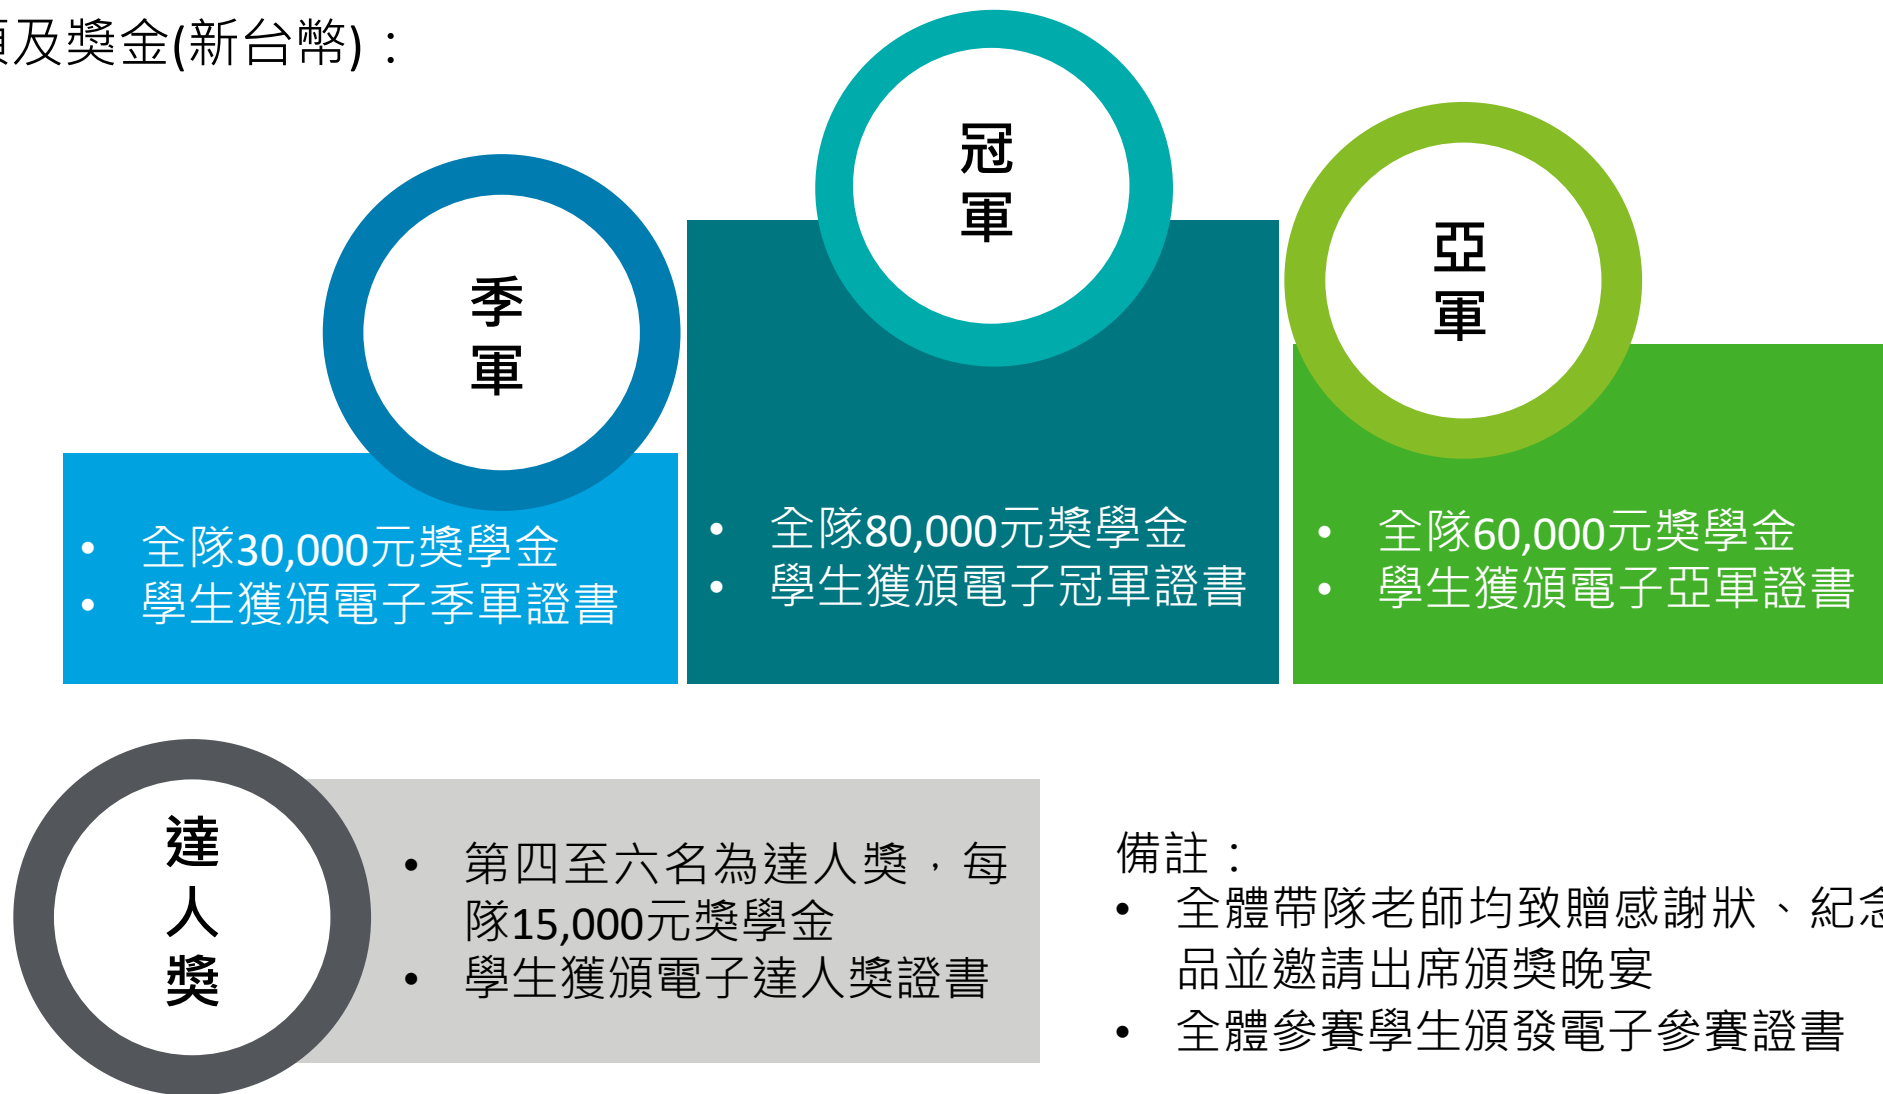 及獎金(新台幣)：
冠
軍
亞
軍
季
軍
• 全隊30,000元獎學金
• 學生獲頒電子季軍證書
• 全隊80,000元獎學金
• 學生獲頒電子冠軍證書
• 全隊60,000元獎學金
• 學生獲頒電子亞軍證書
達
人
獎
• 第四至六名為達人獎，每
隊15,000元獎學金
• 學生獲頒電子達人獎證書
備註：
• 全體帶隊老師均致贈感謝狀、紀念
品並邀請出席頒獎晚宴
• 全體參賽學生頒發電子參賽證書